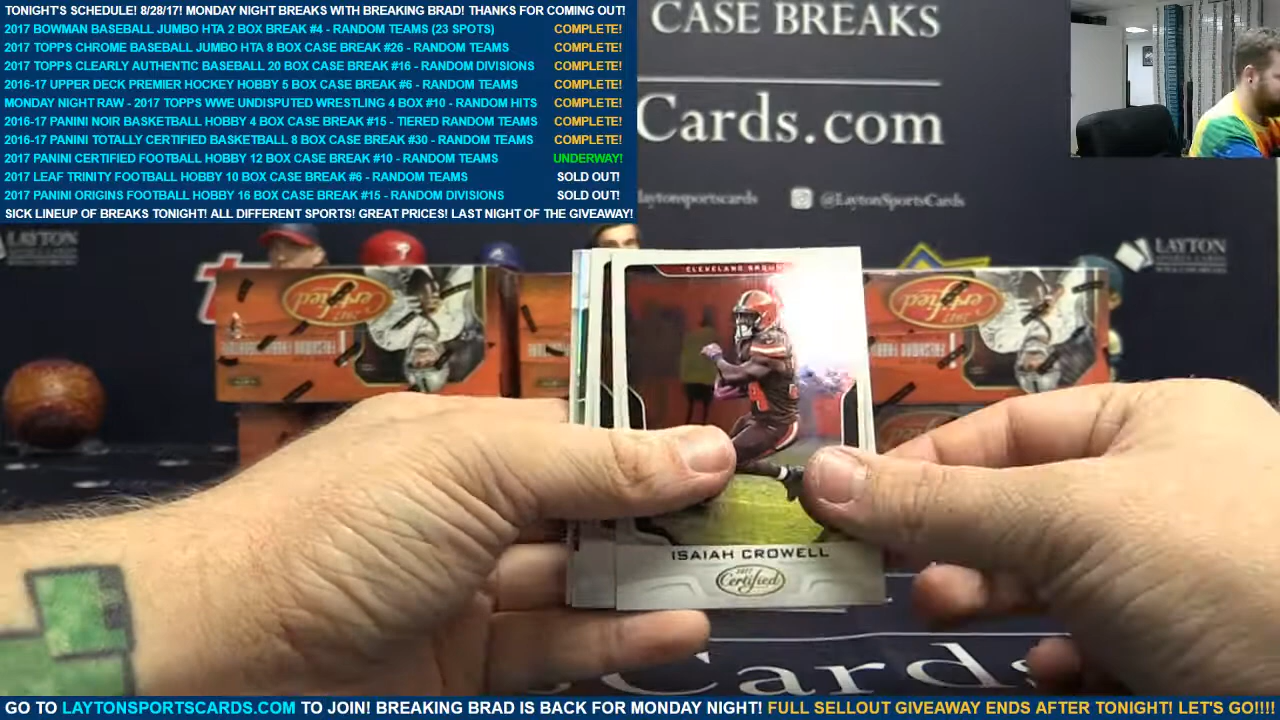 TONIGHT'S SCHEDULE! 8/28/17! MONDAY NIGHT BREAKS WITH BREAKING BRAD! THANKS FOR COMING OUT!
2017 BOWMAN BASEBALL JUMBO HTA 2 BOX BREAK #4 - RANDOM TEAMS (23 SPOTS) COMPLETE!
2017 TOPPS CHROME BASEBALL JUMBO HTA 8 BOX CASE BREAK #26 - RANDOM TEAMS COMPLETE!
2017 TOPPS CLEARLY AUTHENTIC BASEBALL 20 BOX CASE BREAK #16 - RANDOM DIVISIONS COMPLETE!
2016-17 UPPER DECK PREMIER HOCKEY HOBBY 5 BOX CASE BREAK #6 - RANDOM TEAMS COMPLETE!
MONDAY NIGHT RAW - 2017 TOPPS WWE UNDISPUTED WRESTLING 4 BOX #10 - RANDOM HITS COMPLETE!
2016-17 PANINI NOIR BASKETBALL HOBBY 4 BOX CASE BREAK #15 - TIERED RANDOM TEAMS COMPLETE!
2016-17 PANINI TOTALLY CERTIFIED BASKETBALL 8 BOX CASE BREAK #30 - RANDOM TEAMS COMPLETE!
2017 PANINI CERTIFIED FOOTBALL HOBBY 12 BOX CASE BREAK #10 - RANDOM TEAMS UNDERWAY!
2017 LEAF TRINITY FOOTBALL HOBBY 10 BOX CASE BREAK #6 - RANDOM TEAMS SOLD OUT!
2017 PANINI ORIGINS FOOTBALL HOBBY 16 BOX CASE BREAK #15 - RANDOM DIVISIONS SOLD OUT!
SICK LINEUP OF BREAKS TONIGHT! ALL DIFFERENT SPORTS! GREAT PRICES! LAST NIGHT OF THE GIVEAWAY!
CASE BREAKS
Cards.com
laytonsportscards @LaytonSportsCards
LAYTON
LAYTON
2017 Certified
2017 Certified
CLEVELAND
ISAIAH CROWELL
2017 Certified
Cards.
GO TO LAYTONSPORTSCARDS.COM TO JOIN! BREAKING BRAD IS BACK FOR MONDAY NIGHT! FULL SELLOUT GIVEAWAY ENDS AFTER TONIGHT! LET'S GO!!!!